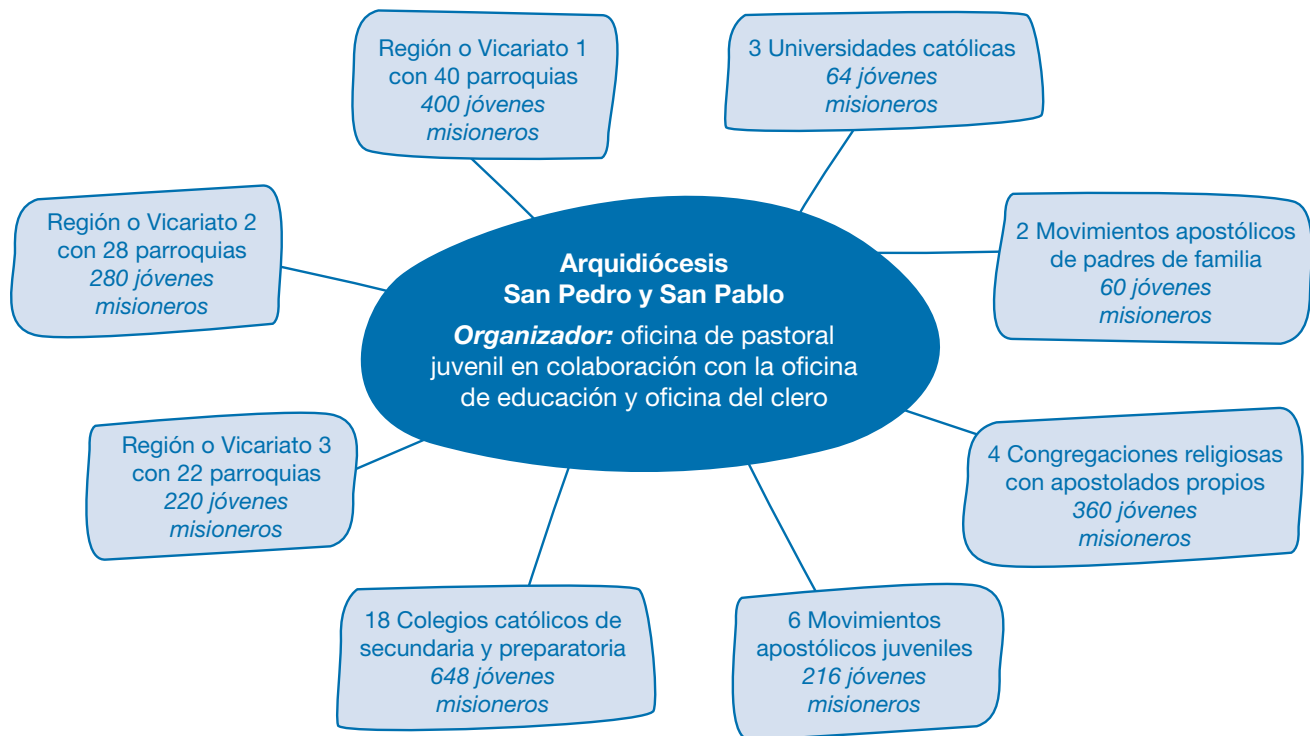 Región o Vicariato 1
con 40 parroquias
400 jóvenes
misioneros
3 Universidades católicas
64 jóvenes
misioneros
Región o Vicariato 2
con 28 parroquias
280 jóvenes
misioneros
Arquidiócesis
San Pedro y San Pablo
Organizador: oficina de pastoral
juvenil en colaboración con la oficina
de educación y oficina del clero
2 Movimientos apostólicos
de padres de familia
60 jóvenes
misioneros
Región o Vicariato 3
con 22 parroquias
220 jóvenes
misioneros
4 Congregaciones religiosas
con apostolados propios
360 jóvenes
misioneros
18 Colegios católicos de
secundaria y preparatoria
648 jóvenes
misioneros
6 Movimientos
apostólicos juveniles
216 jóvenes
misioneros